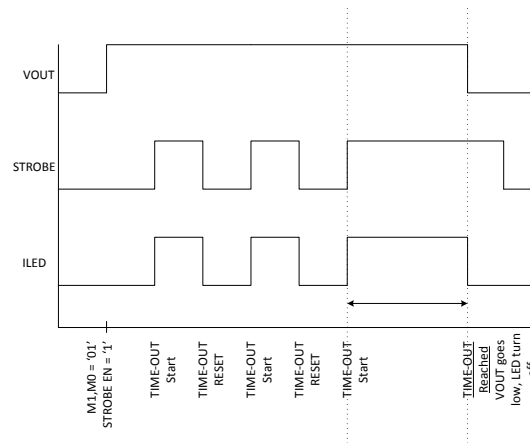 VOUT
STROBE
ILED
M1,M0 = '01'
STROBE EN = '1'
TIME-OUT
Start
TIME-OUT
RESET
TIME-OUT
Start
TIME-OUT
RESET
TIME-OUT
Start
TIME-OUT
Reached
VOUT goes
low, LED turn
off